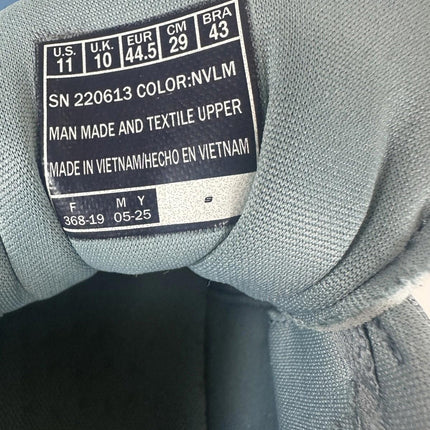 U.S. U.K. EUR CM BRA
11 10 44.5 29 43
SN 220613 COLOR:NVLM
MAN MADE AND TEXTILE UPPER
MADE IN VIETNAM/HECHO EN VIETNAM
F M Y
368-19 05-25